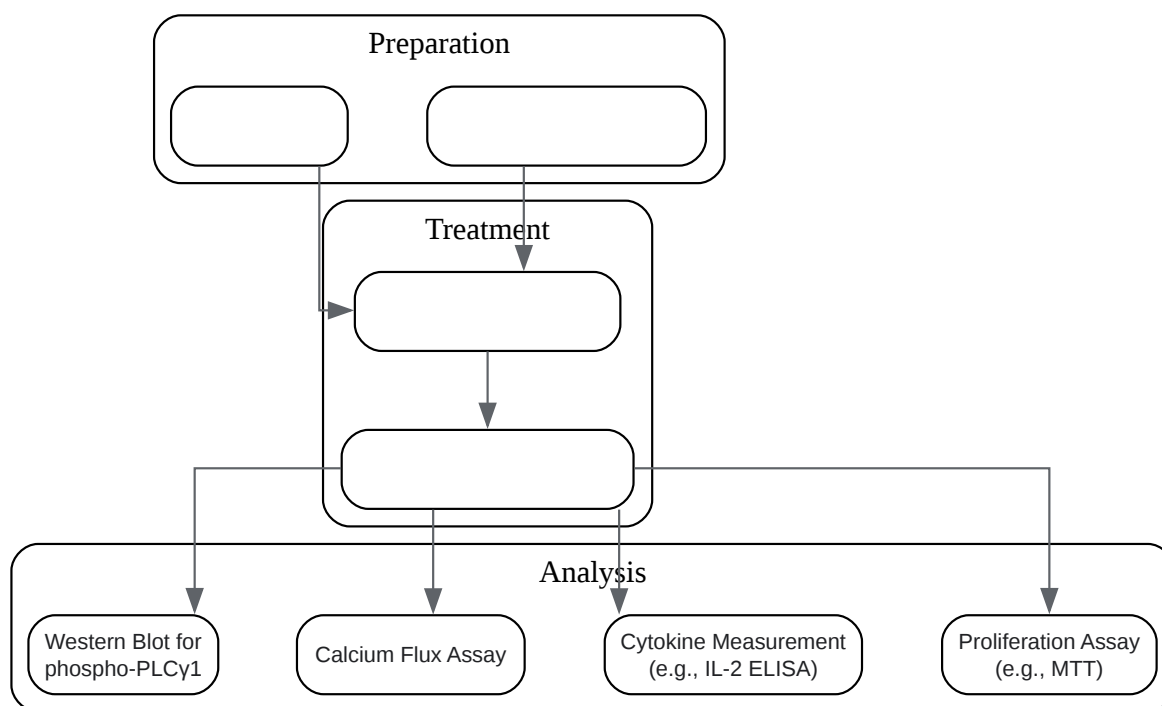 Preparation
Treatment
Analysis
Western Blot for
phospho-PLCγ1
Calcium Flux Assay
Cytokine Measurement
(e.g., IL-2 ELISA)
Proliferation Assay
(e.g., MTT)